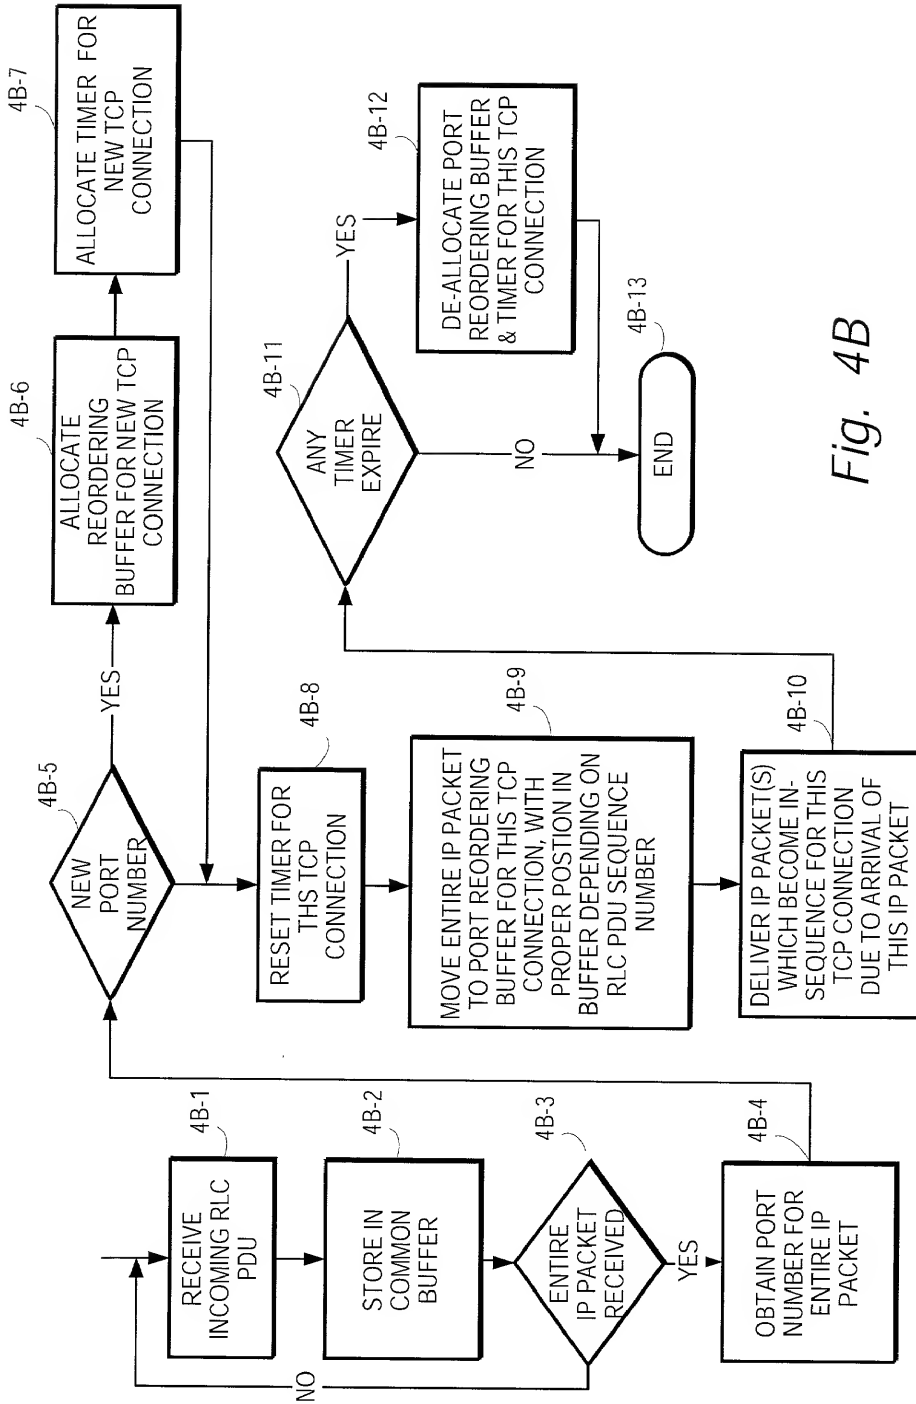 4B-1
RECEIVE
INCOMING RLC
PDU
4B-2
STORE IN
COMMON
BUFFER
4B-3
ENTIRE
IP PACKET
RECEIVED
NO
YES
4B-4
OBTAIN PORT
NUMBER FOR
ENTIRE IP
PACKET
4B-5
NEW
PORT
NUMBER
YES
4B-6
ALLOCATE
REORDERING
BUFFER FOR NEW TCP
CONNECTION
4B-7
ALLOCATE TIMER FOR
NEW TCP
CONNECTION
4B-8
RESET TIMER FOR
THS TCP
CONNECTION
4B-9
MOVE ENTIRE IP PACKET
TO PORT REORDERING
BUFFER FOR THIS TCP
CONNECTION, WITH
PROPER POSTION IN
BUFFER DEPENDING ON
RLC PDU SEQUENCE
NUMBER
4B-10
DELIVER IP PACKET(S)
WHICH BECOME IN-
SEQUENCE FOR THIS
TCP CONNECTION
DUE TO ARRIVAL OF
THIS IP PACKET
4B-11
ANY
TIMER
EXPIRE
YES
NO
4B-12
DE-ALLOCATE PORT
REORDERING BUFFER
& TIMER FOR THIS TCP
CONNECTION
4B-13
END
Fig. 4B